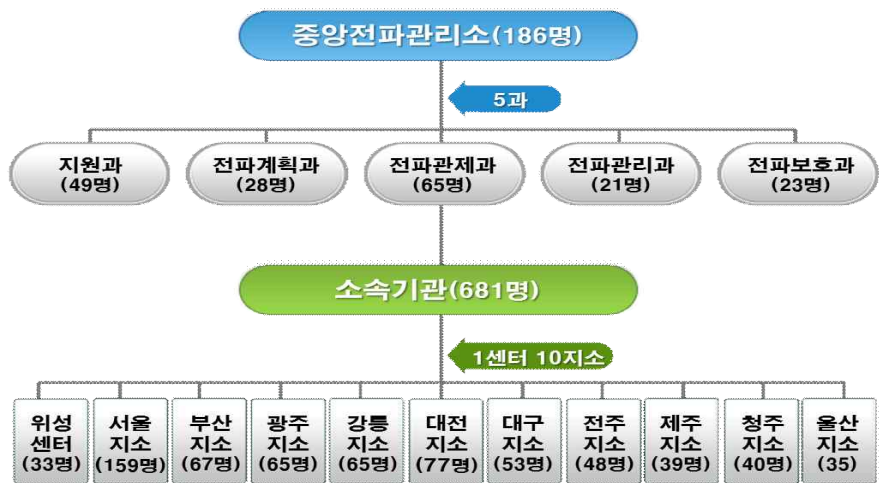 중앙전파관리소(186명)
5과
지원과
(49명)
전파계획과
(28명)
전파관제과
(65명)
전파관리과
(21명)
전파보호과
(23명)
소속기관(681명)
1센터 10지소
위성
센터
(33명)
서울
지소
(159명)
부산
지소
(67명)
광주
지소
(65명)
강릉
지소
(65명)
대전
지소
(77명)
대구
지소
(53명)
전주
지소
(48명)
제주
지소
(39명)
청주
지소
(40명)
울산
지소
(35)